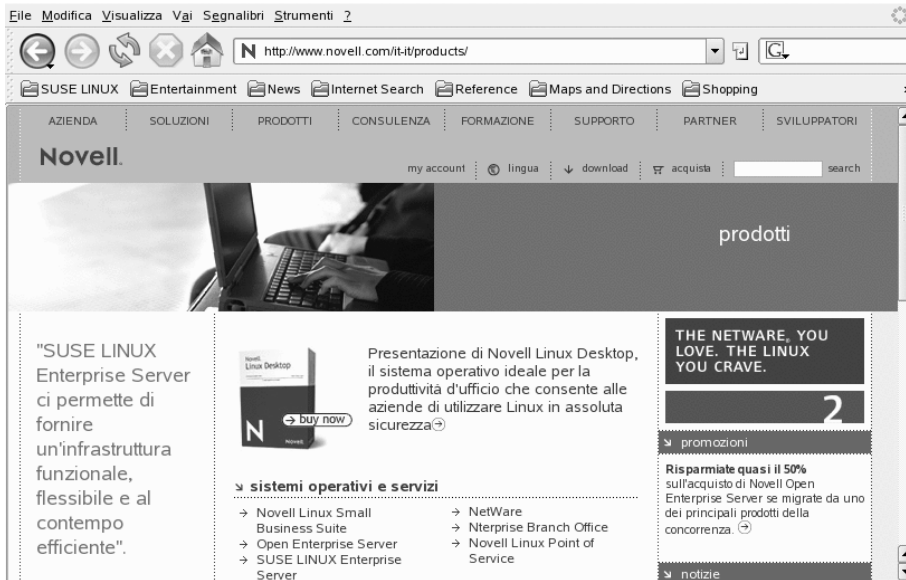 File Modifica Visualizza Vai Segnalibri Strumenti ?
N http://www.novell.com/it-it/products/ G
SUSE LINUX Entertainment News Internet Search Reference Maps and Directions Shopping
AZIENDA SOLUZIONI PRODOTTI CONSULENZA FORMAZIONE SUPPORTO PARTNER SVILUPPATORI
Novell.
my account lingua download acquista search
prodotti
"SUSE LINUX
Enterprise Server
ci permette di
fornire
un'infrastruttura
funzionale,
flessibile e al
contempo
efficiente".
Novell.
Linux Desktop
→ buy now
N
Novell
Presentazione di Novell Linux Desktop,
il sistema operativo ideale per la
produttività d'ufficio che consente alle
aziende di utilizzare Linux in assoluta
sicurezza
sistemi operativi e servizi
→ Novell Linux Small
Business Suite
→ Open Enterprise Server
→ SUSE LINUX Enterprise
Server
→ NetWare
→ Nterprise Branch Office
→ Novell Linux Point of
Service
THE NETWARE® YOU
LOVE. THE LINUX
YOU CRAVE.
2
promozioni
Risparmiate quasi il 50%
sull'acquisto di Novell Open
Enterprise Server se migrate da uno
dei principali prodotti della
concorrenza.
notizie